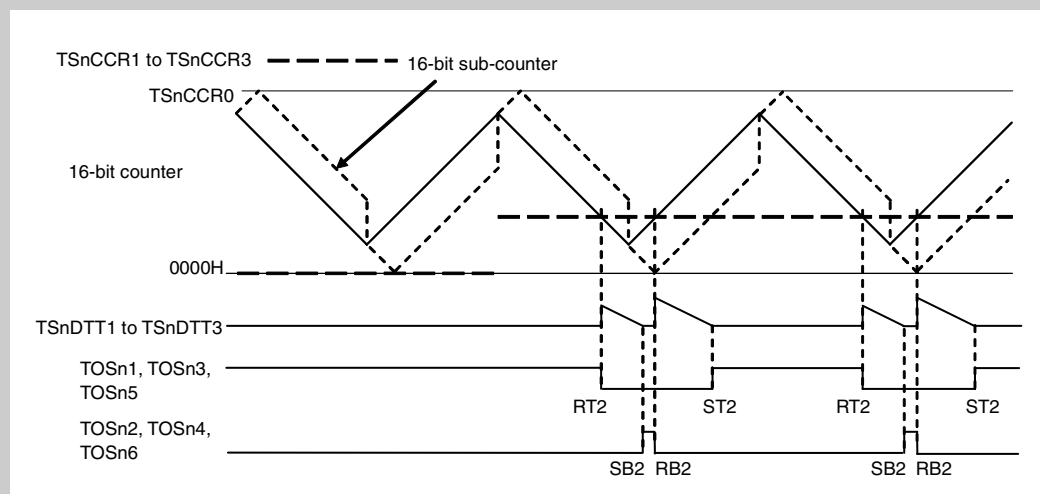 TSnCCR1 to TSnCCR3
16-bit sub-counter
TSnCCR0
16-bit counter
0000H
TSnDTT1 to TSnDTT3
TOSn1, TOSn3,
TOSn5
RT2 ST2 RT2 ST2
TOSn2, TOSn4,
TOSn6
SB2 RB2 SB2 RB2